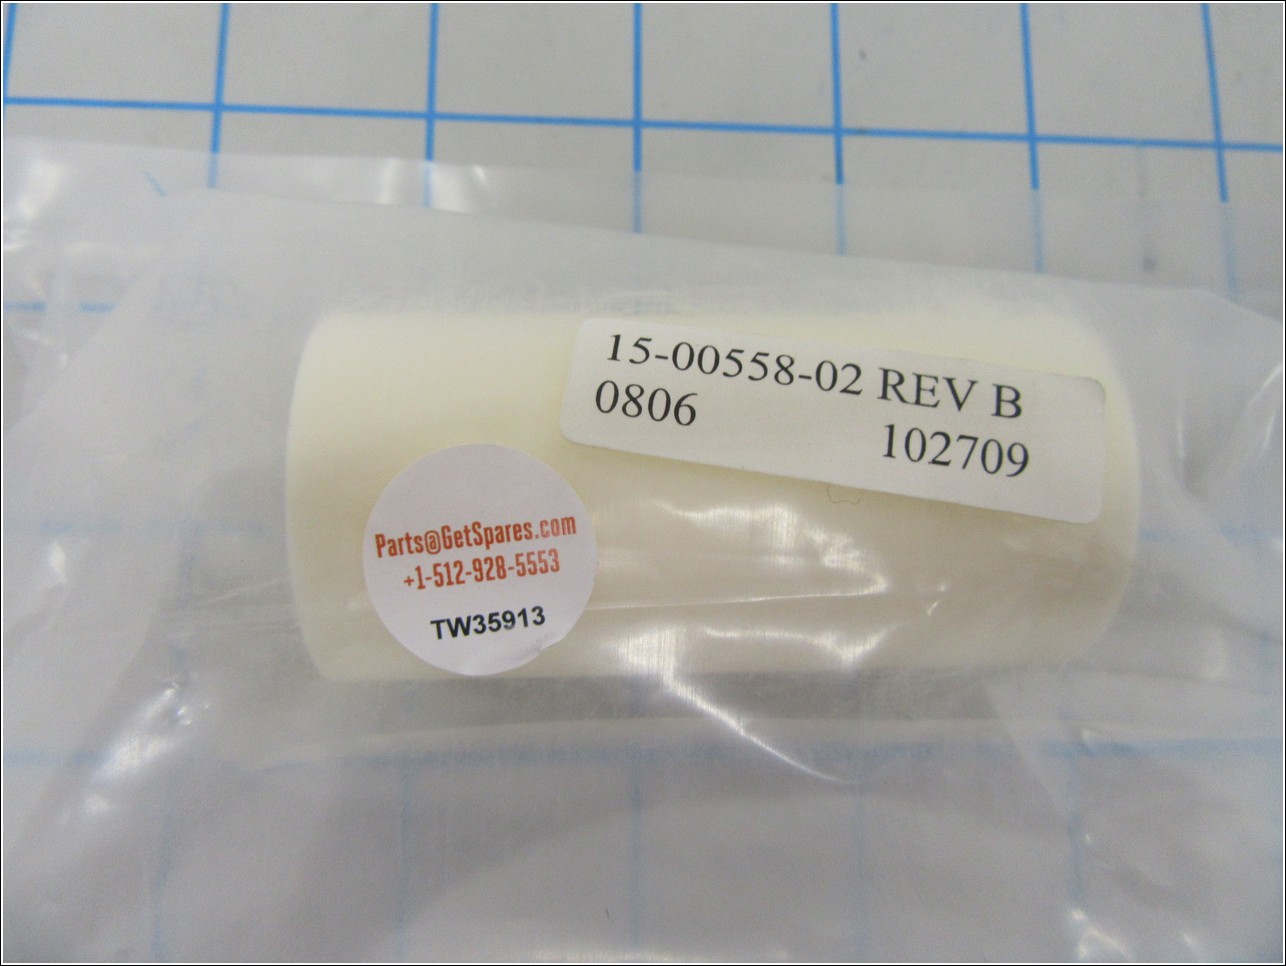 15-00558-02 REV B
0806 102709
Parts@GetSpares.com
+1-512-928-5553
TW35913